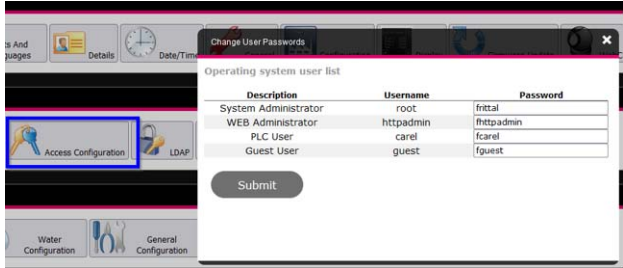 ts And
guages
Details
Date/Time
Change User Passwords
Operating system user list
Description Username Password
System Administrator root frittal
WEB Administrator httpadmin fhttpadmin
PLC User carel fcarel
Guest User guest fguest
Submit
Access Configuration
LDAP
Water
Configuration
General
Configuration